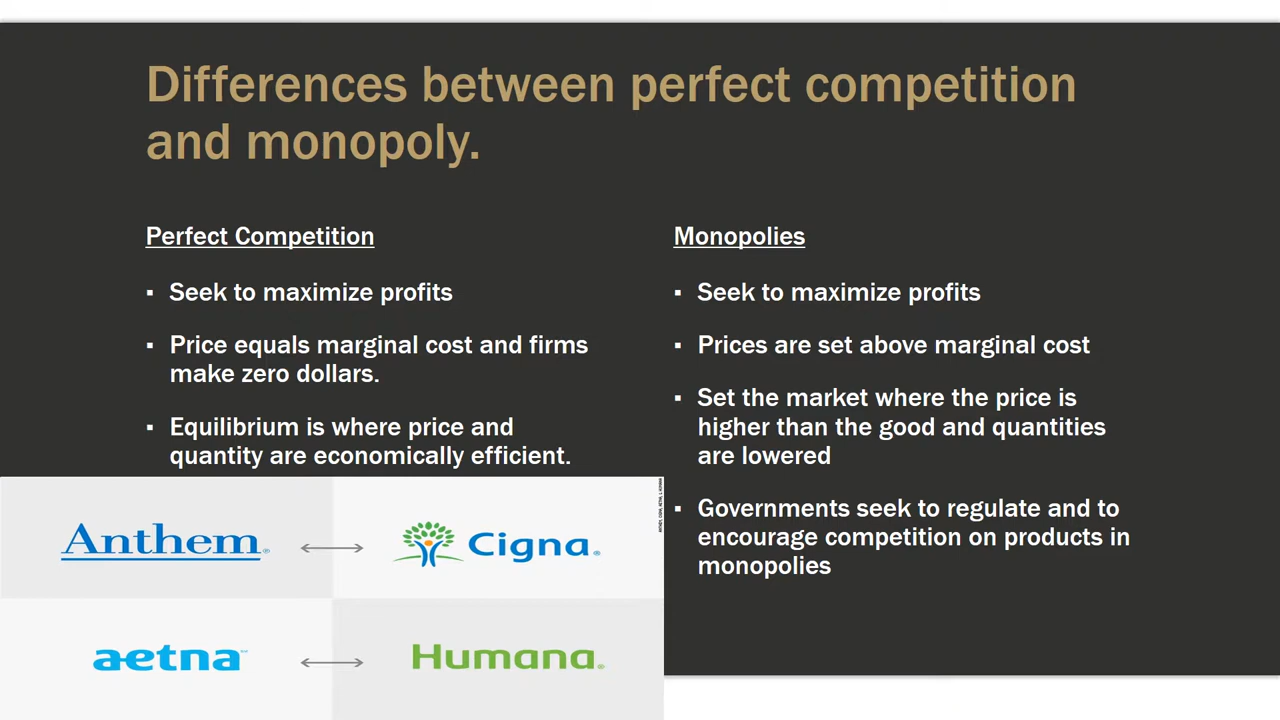 Differences between perfect competition
and monopoly.
Perfect Competition
▪ Seek to maximize profits
▪ Price equals marginal cost and firms
make zero dollars.
▪ Equilibrium is where price and
quantity are economically efficient.
Monopolies
▪ Seek to maximize profits
▪ Prices are set above marginal cost
▪ Set the market where the price is
higher than the good and quantities
are lowered
▪ Governments seek to regulate and to
encourage competition on products in
monopolies
Anthem®
Cigna®
aetna
Humana®